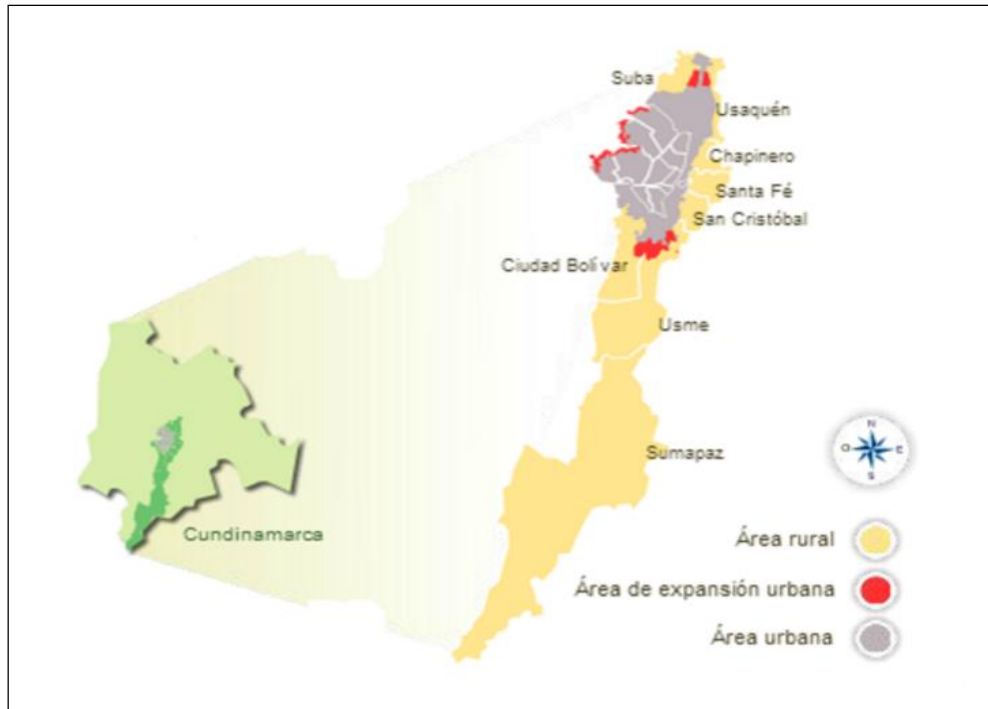 Suba
Usaquén
Chapinero
Santa Fé
San Cristóbal
Ciudad Bolívar
Usme
Sumapaz
Cundinamarca
N
O E
S
Área rural
Área de expansión urbana
Área urbana